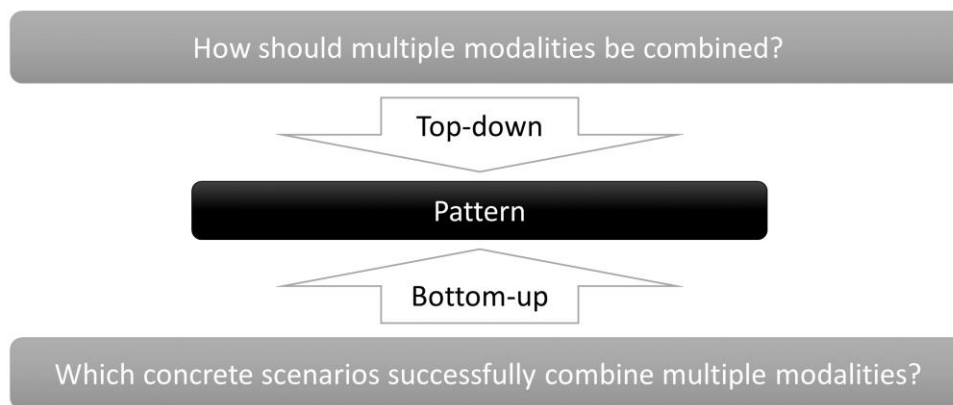 How should multiple modalities be combined?
Top-down
Pattern
Bottom-up
Which concrete scenarios successfully combine multiple modalities?